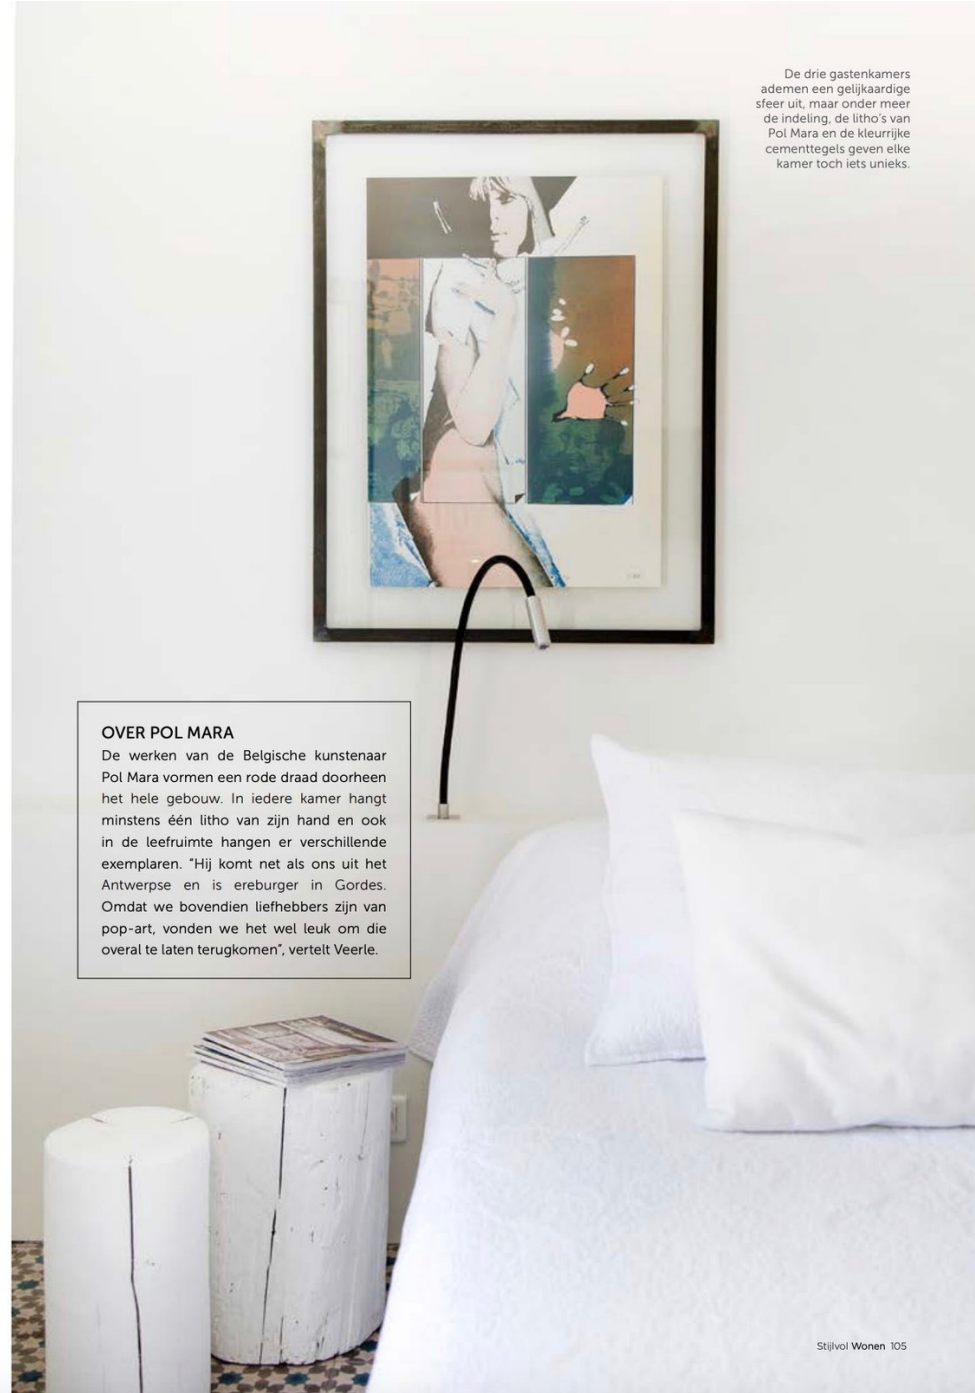 De drie gastenkamers
ademen een gelijkaardige
sfeer uit, maar onder meer
de indeling, de litho's van
Pol Mara en de kleurrijke
cementtegels geven elke
kamer toch iets unieks.
OVER POL MARA
De werken van de Belgische kunstenaar
Pol Mara vormen een rode draad doorheen
het hele gebouw. In iedere kamer hangt
minstens één litho van zijn hand en ook
in de leefruimte hangen er verschillende
exemplaren. "Hij komt net als ons uit het
Antwerpse en is ereburger in Gordes.
Omdat we bovendien liefhebbers zijn van
pop-art, vonden we het wel leuk om die
overal te laten terugkomen", vertelt Veerle.
Stijlvol Wonen 105